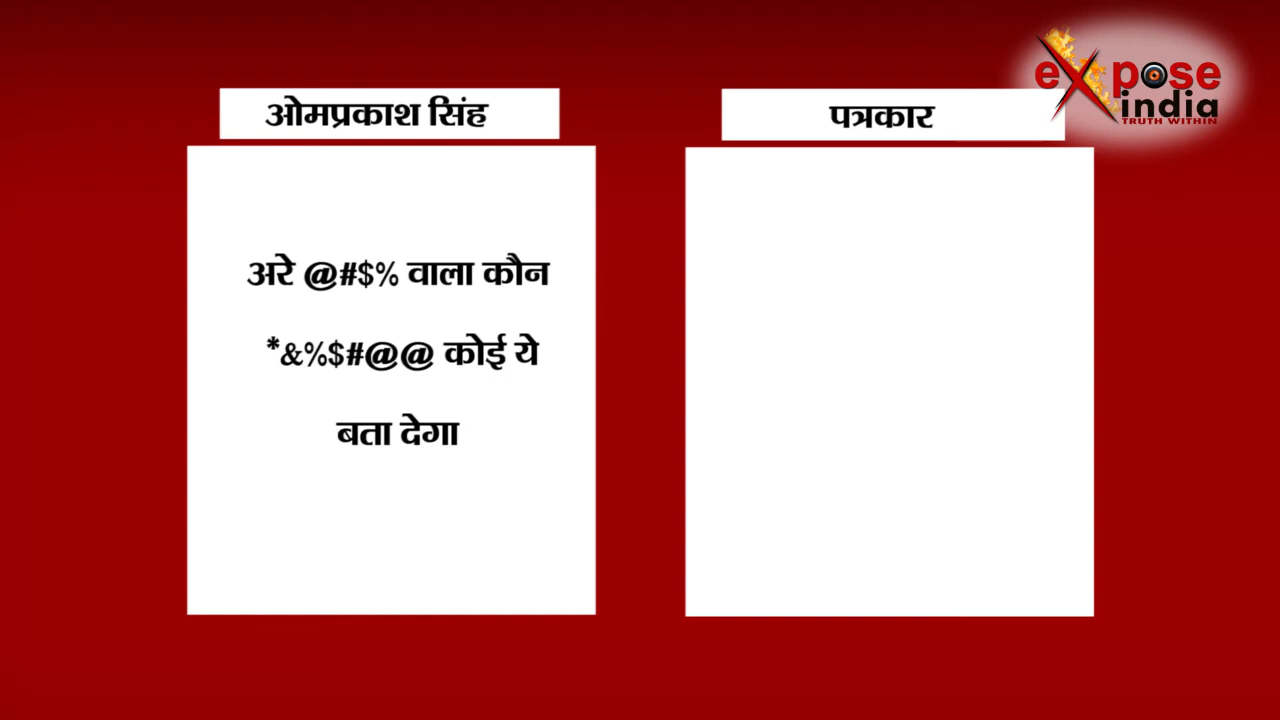 ओमप्रकाश सिंह
पत्रकार
expose
india
TRUTH WITHIN
अरे @#$% वाला कौन
*&%$#@@ कोई ये
बता देगा